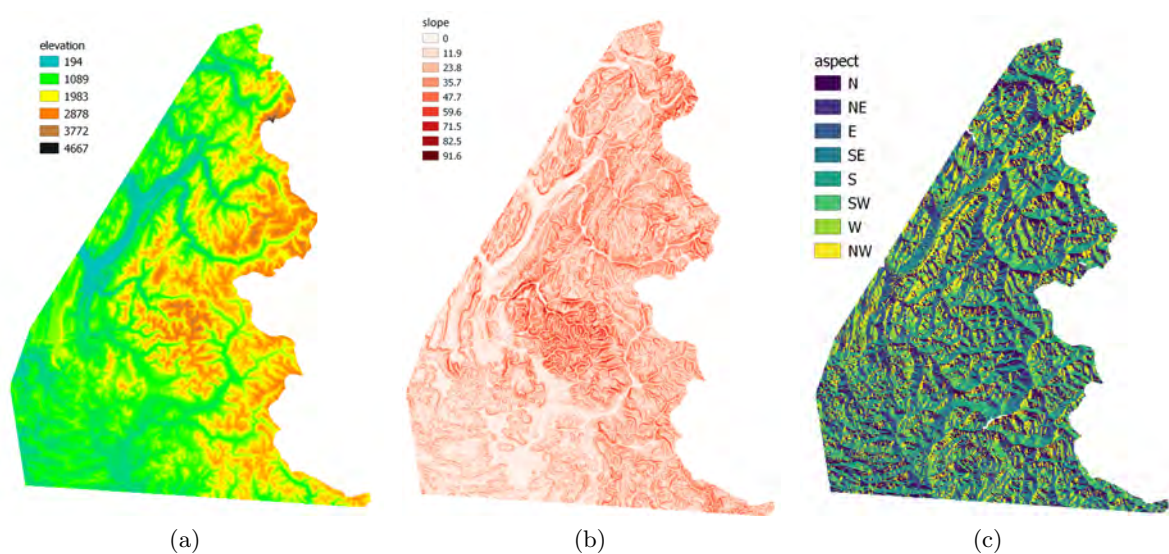 elevation
194
1089
1983
2878
3772
4667
slope
0
11.9
23.8
35.7
47.7
59.6
71.5
82.5
91.6
aspect
N
NE
E
SE
S
SW
W
NW
(a)
(b)
(c)